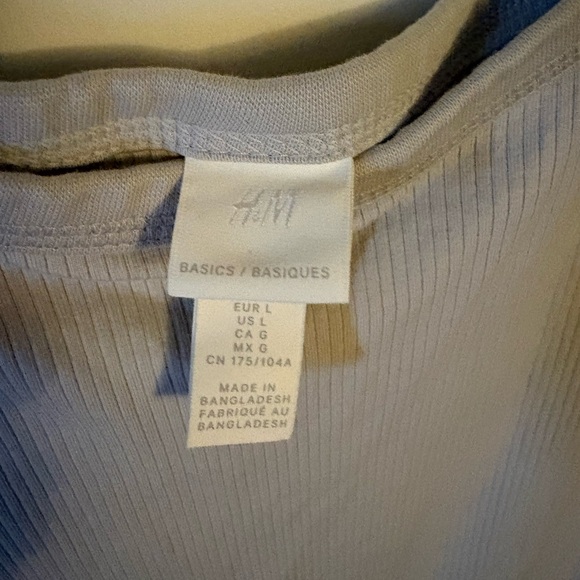 H&M
BASICS / BASIQUES
EUR L
US L
CA G
MX G
CN 175/104A
MADE IN
BANGLADESH
FABRIQUÉ AU
BANGLADESH